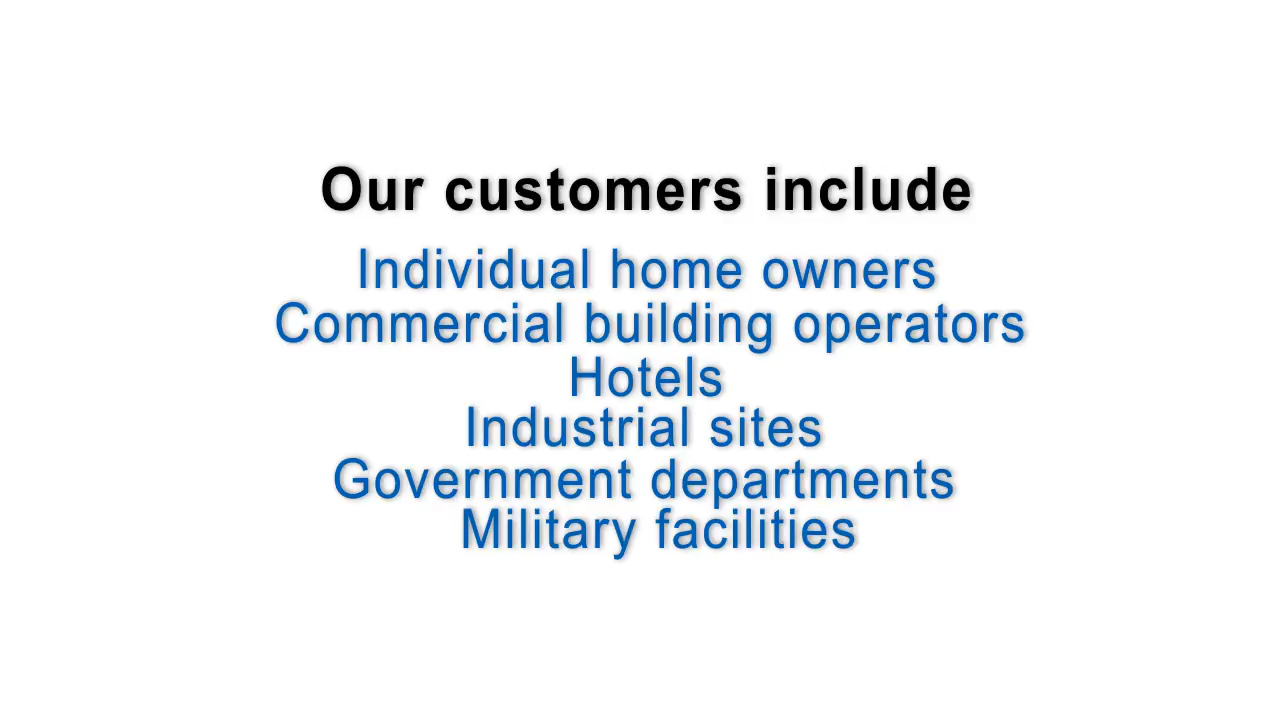 Our customers include
Individual home owners
Commercial building operators
Hotels
Industrial sites
Government departments
Military facilities